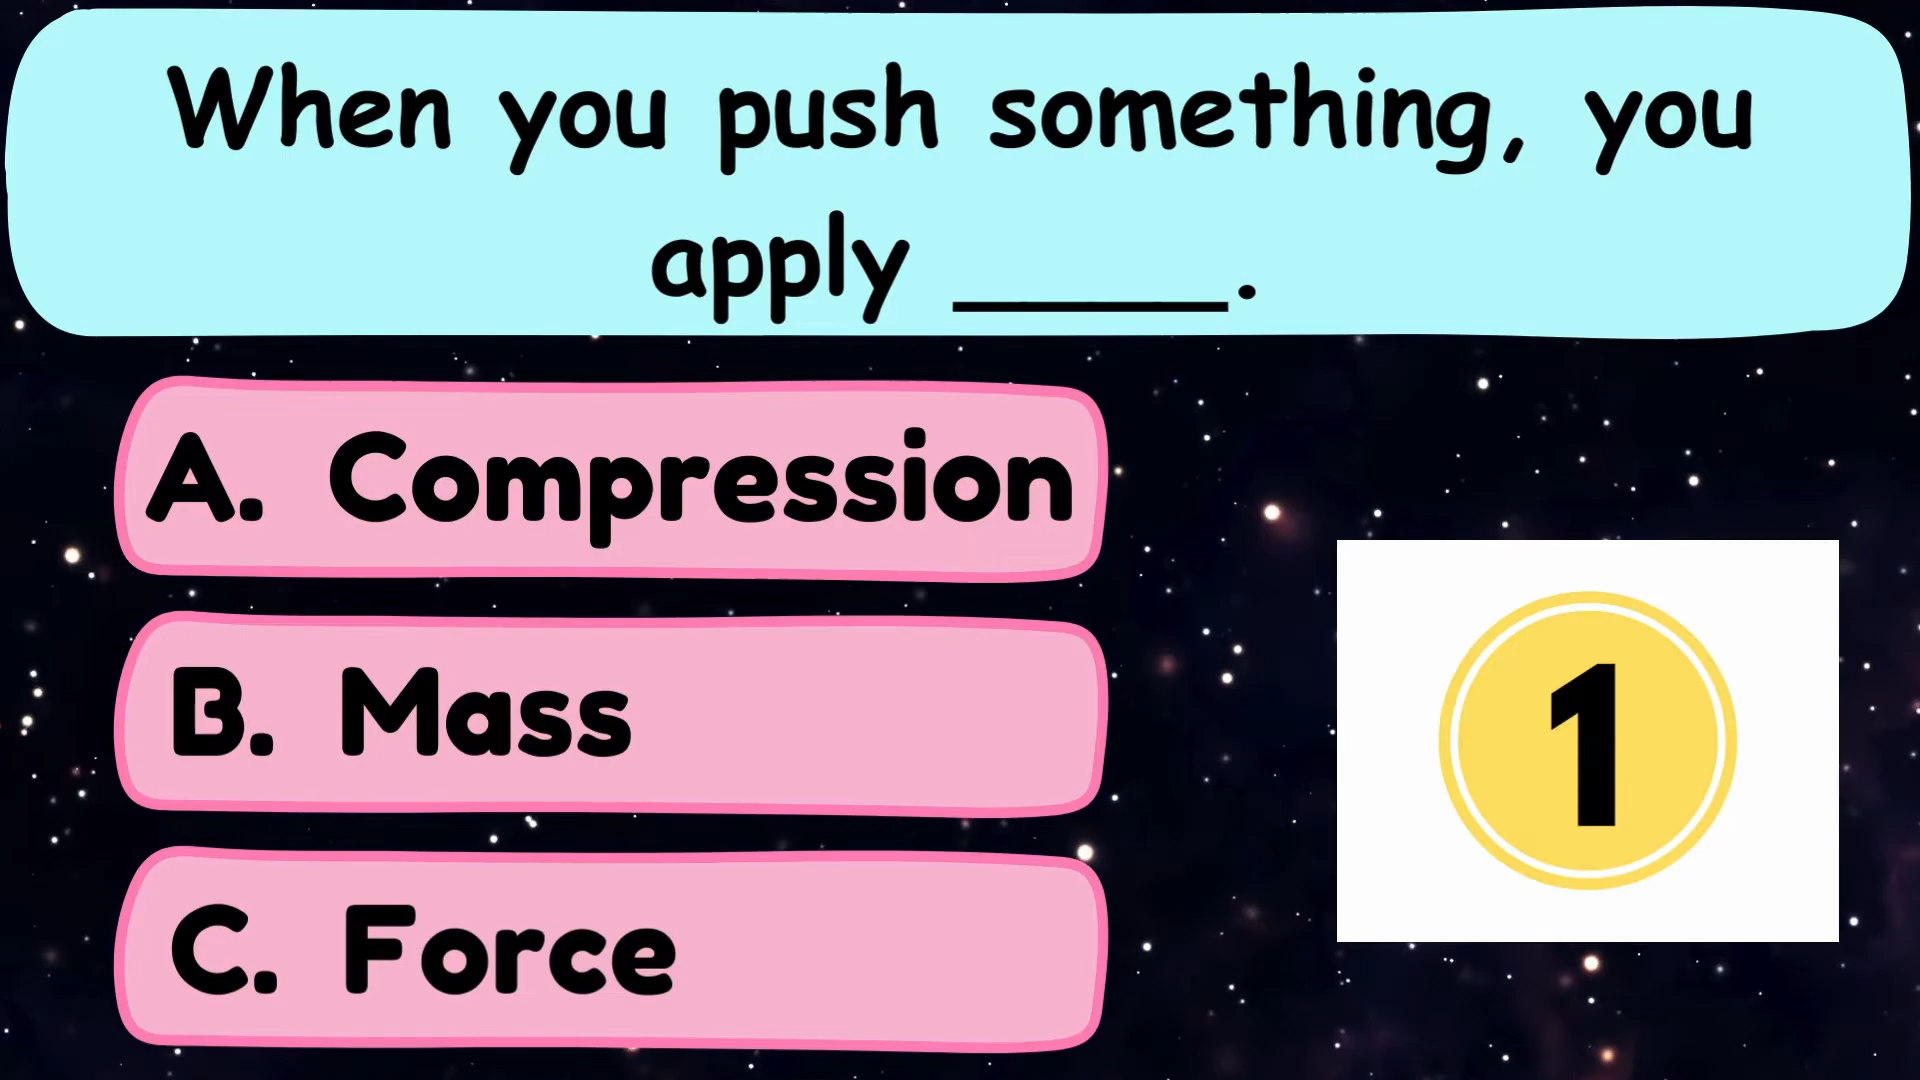 When you push something, you
apply _____.
A. Compression
B. Mass
C. Force
1